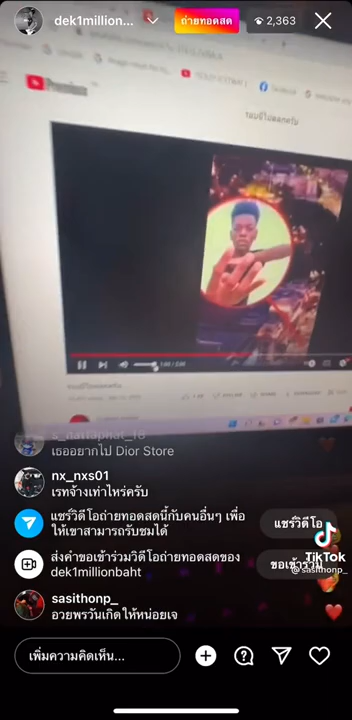 dek1million...
ถ่ายทอดสด
2,363
Premium
s_nattaphat_18
เธออยากไป Dior Store
nx_nxs01
เรทจ้างเท่าไหร่ครับ
แชร์วิดีโอถ่ายทอดสดนี้กับคนอื่นๆ เพื่อ
ให้เขาสามารถรับชมได้
แชร์วิดีโอ
ส่งคำขอเข้าร่วมวิดีโอถ่ายทอดสดของ
dek1millionbaht
ขอเข้าร่วม
TikTok
@sasithonp_
sasithonp_
อวยพรวันเกิดให้หน่อยเจ
เพิ่มความคิดเห็น...